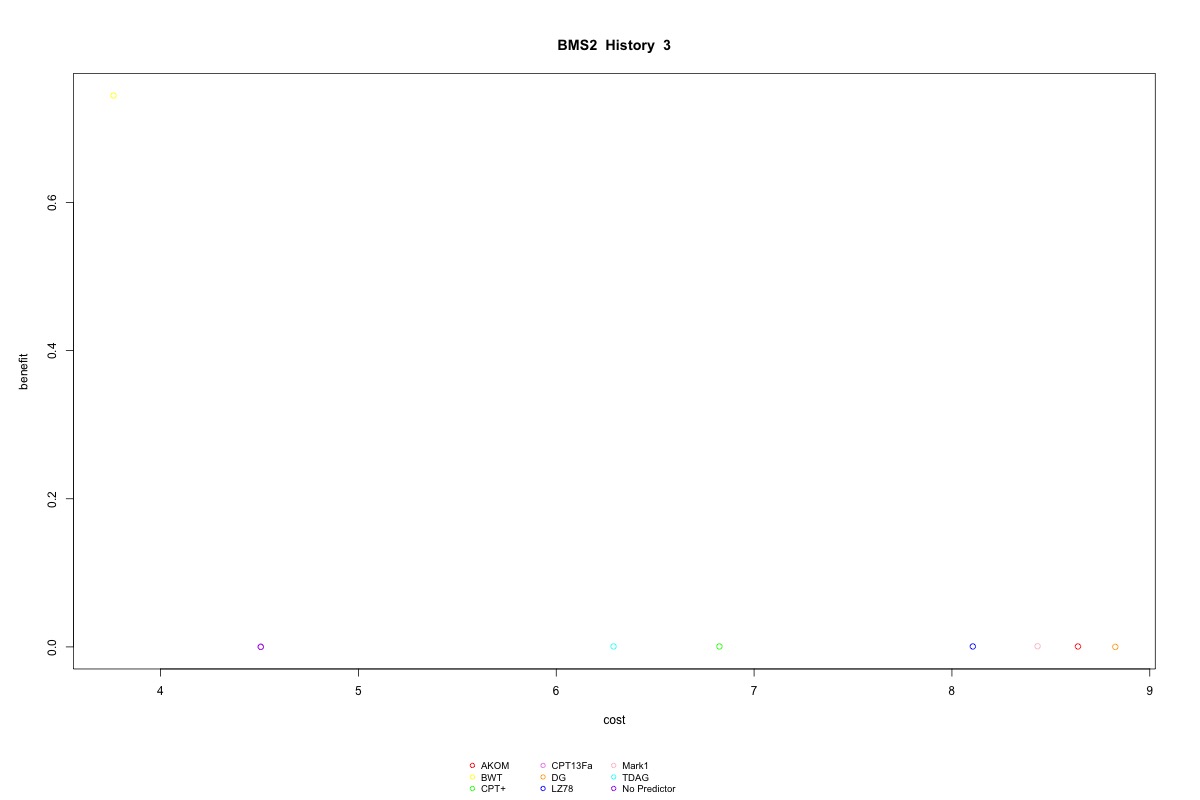 BMS2 History 3
benefit
0.6
0.4
0.2
0.0
4 5 6 7 8 9
cost
AKOM CPT13Fa Mark1
BWT DG TDAG
CPT+ LZ78 No Predictor